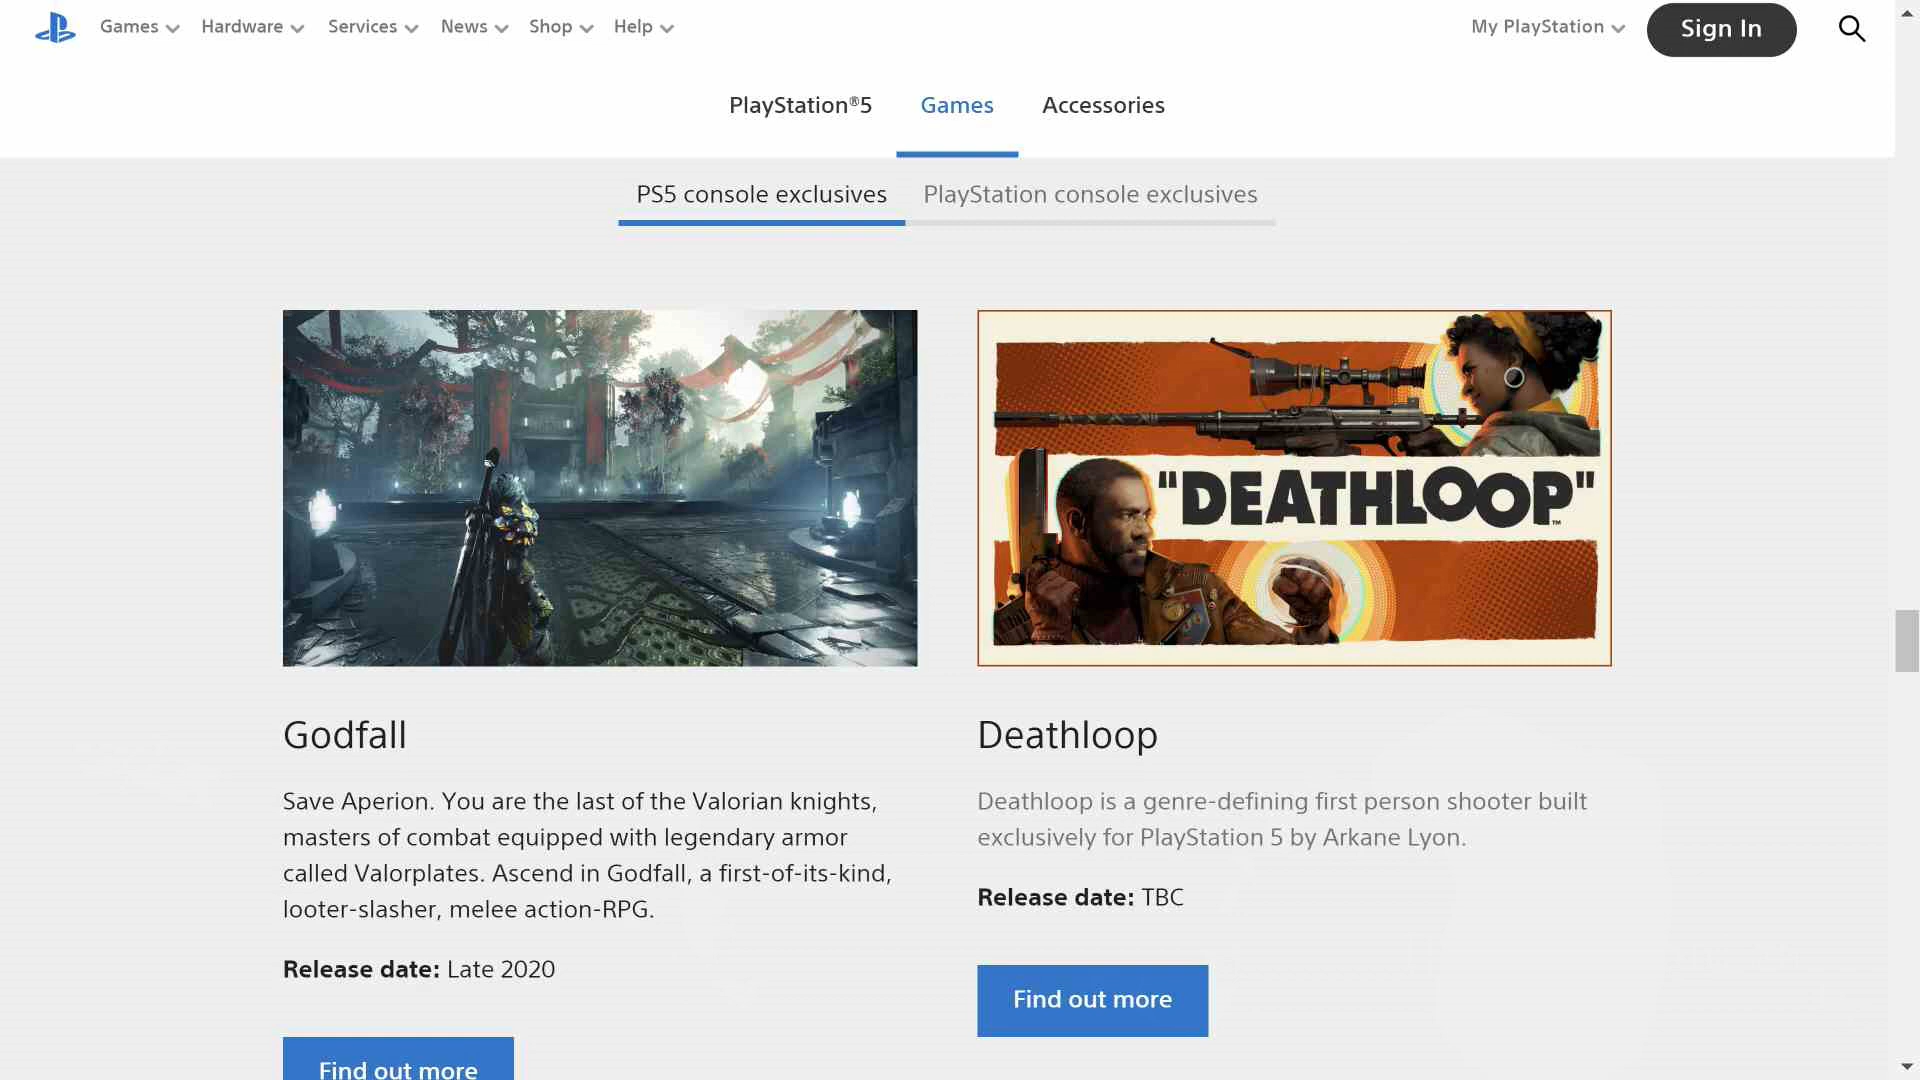 Games Hardware Services News Shop Help My PlayStation Sign In
PlayStation®5 Games Accessories
PS5 console exclusives PlayStation console exclusives
"DEATHLOOP"™
Godfall
Save Aperion. You are the last of the Valorian knights,
masters of combat equipped with legendary armor
called Valorplates. Ascend in Godfall, a first-of-its-kind,
looter-slasher, melee action-RPG.
Release date: Late 2020
Find out more
Deathloop
Deathloop is a genre-defining first person shooter built
exclusively for PlayStation 5 by Arkane Lyon.
Release date: TBC
Find out more